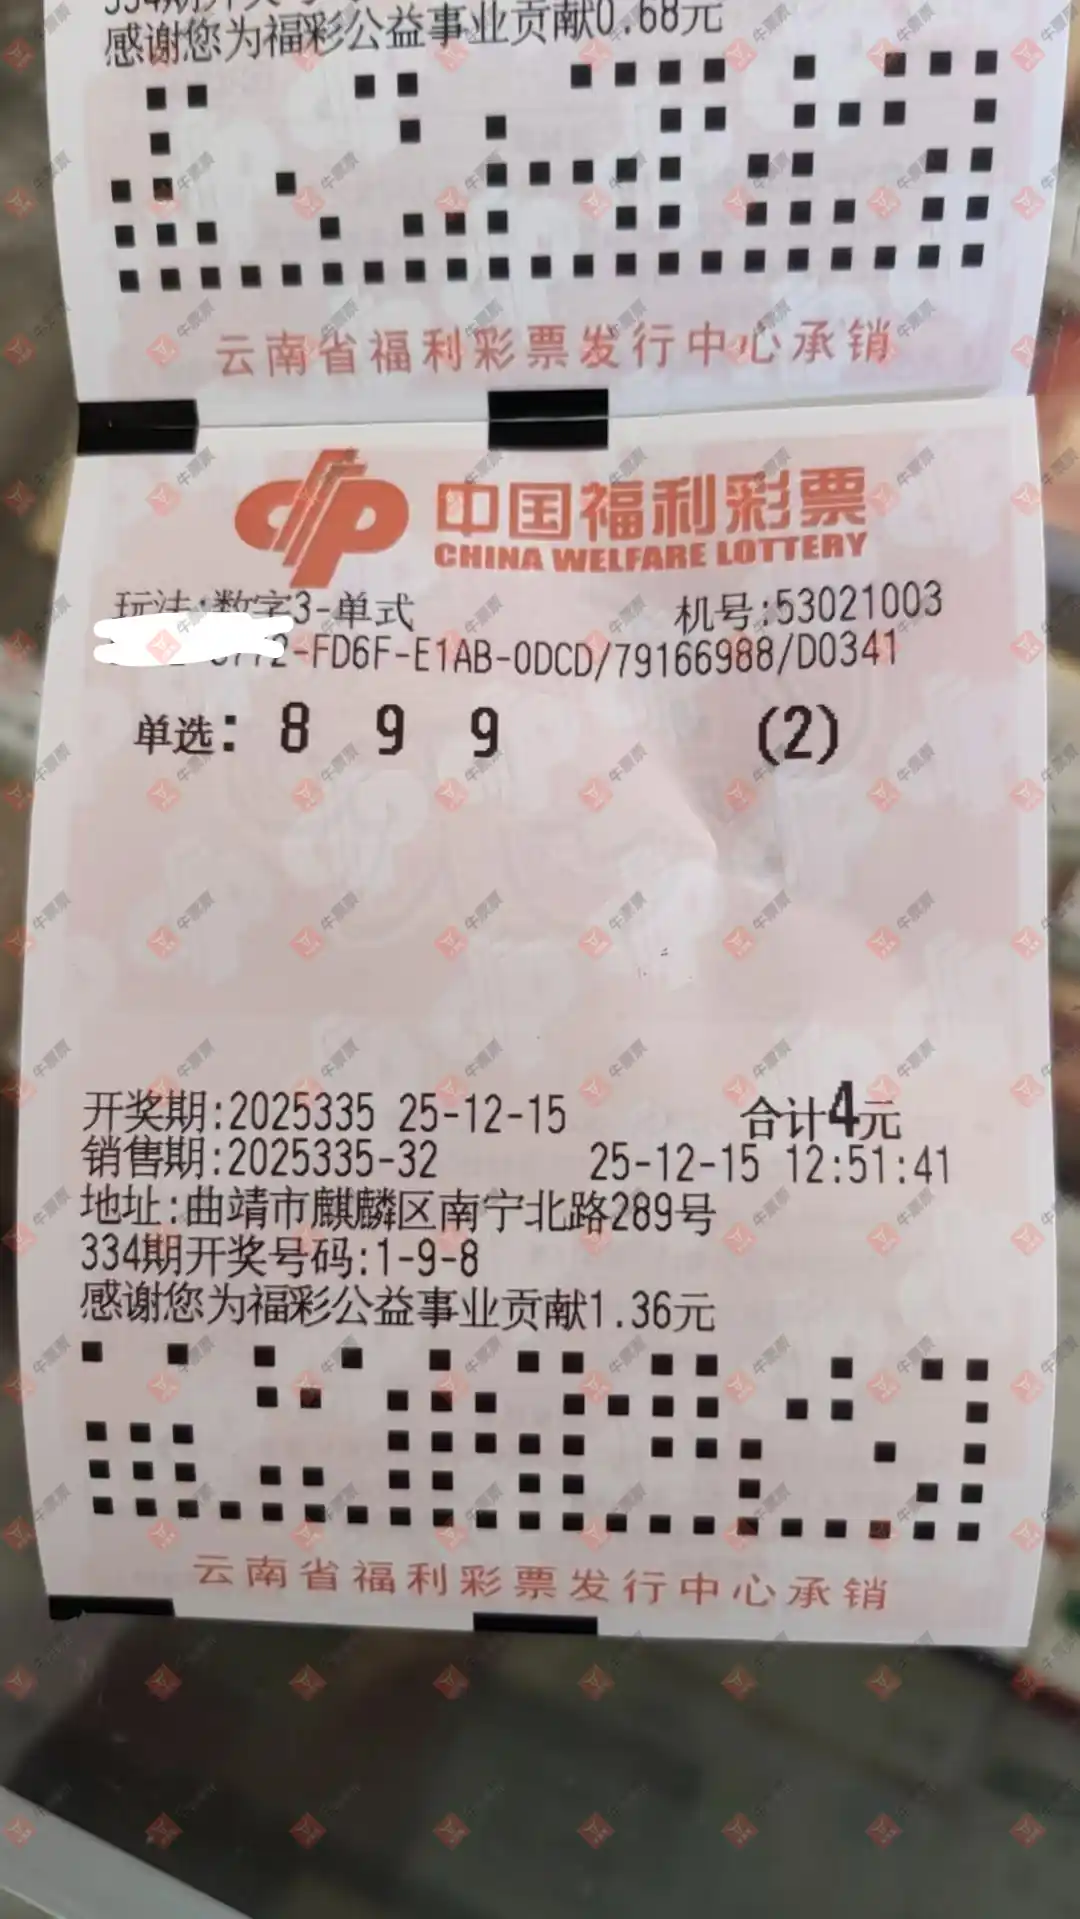 感谢您为福彩公益事业贡献0.68元
云南省福利彩票发行中心承销
中国福利彩票
CHINA WELFARE LOTTERY
玩法:数字3-单式 机号:53021003
-FD6F-E1AB-0DCD/79166988/D0341
单选: 8 9 9 (2)
开奖期:2025335 25-12-15 合计4元
销售期:2025335-32 25-12-15 12:51:41
地址:曲靖市麒麟区南宁北路289号
334期开奖号码:1-9-8
感谢您为福彩公益事业贡献1.36元
云南省福利彩票发行中心承销